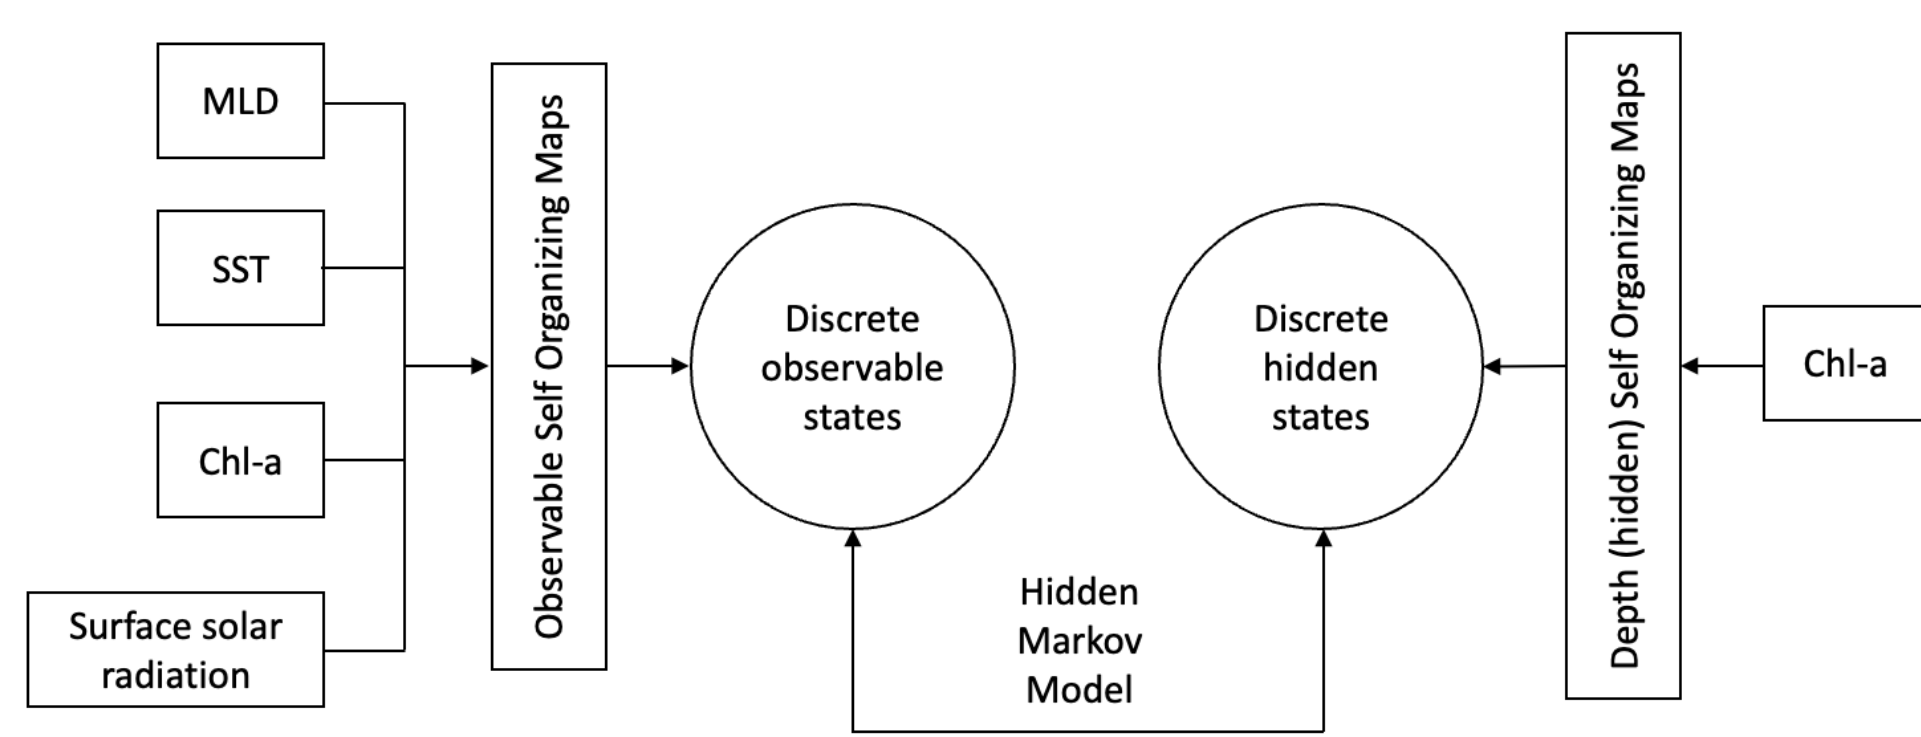 MLD
SST
Chl-a
Surface solar
radiation
Observable Self Organizing Maps
Discrete
observable
states
Hidden
Markov
Model
Discrete
hidden
states
Depth (hidden) Self Organizing Maps
Chl-a